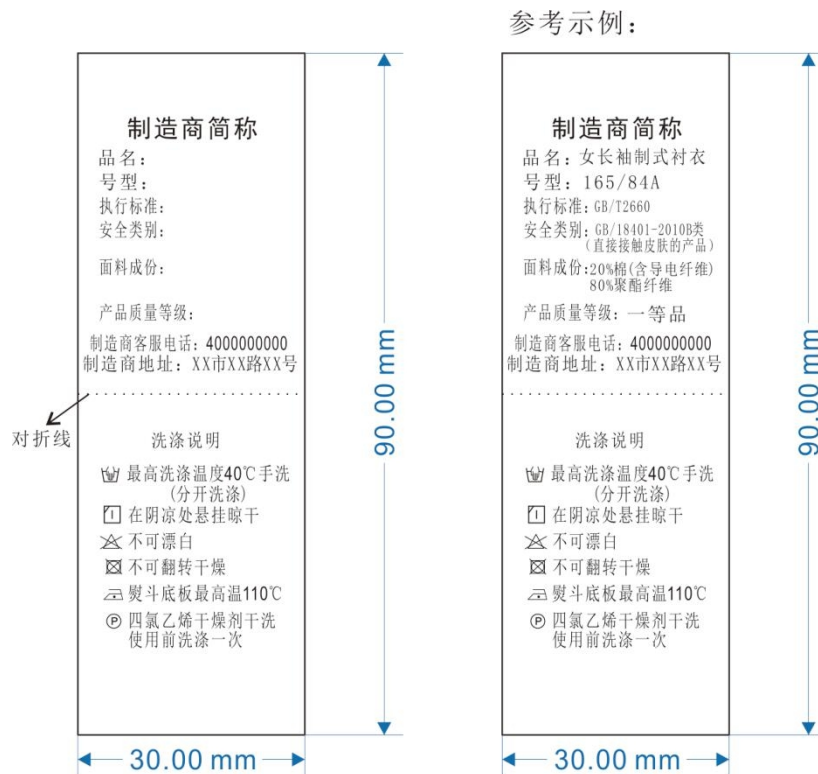 制造商简称
品名:
号型:
执行标准:
安全类别:
面料成份:
产品质量等级:
制造商客服电话: 4000000000
制造商地址: XX市XX路XX号
对折线
洗涤说明
最高洗涤温度40℃手洗
(分开洗涤)
在阴凉处悬挂晾干
不可漂白
不可翻转干燥
熨斗底板最高温110℃
P 四氯乙烯干燥剂干洗
使用前洗涤一次
90.00 mm
30.00 mm
参考示例:
制造商简称
品名: 女长袖制式衬衣
号型: 165/84A
执行标准: GB/T2660
安全类别: GB/18401-2010B类
(直接接触皮肤的产品)
面料成份:20%棉(含导电纤维)
80%聚酯纤维
产品质量等级: 一等品
制造商客服电话: 4000000000
制造商地址: XX市XX路XX号
洗涤说明
最高洗涤温度40℃手洗
(分开洗涤)
在阴凉处悬挂晾干
不可漂白
不可翻转干燥
熨斗底板最高温110℃
P 四氯乙烯干燥剂干洗
使用前洗涤一次
90.00 mm
30.00 mm